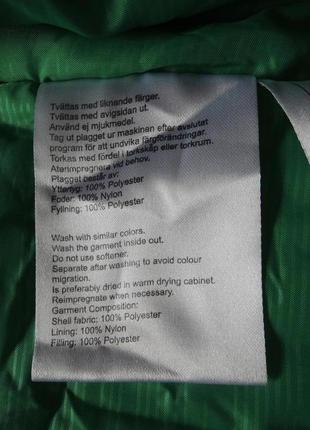 Tvättas med liknande färger.
Tvättas med avigsidan ut.
Använd ej mjukmedel.
Tag ut plagget ur maskinen efter avslutat
program för att undvika färgförändringar.
Torkas med fördel i torkskåp eller torkrum.
Återimpregnera vid behov.
Plagget består av:
Yttertyg: 100% Polyester
Foder: 100% Nylon
Fyllning: 100% Polyester
Wash with similar colors.
Wash the garment inside out.
Do not use softener.
Separate after washing to avoid colour
migration.
Is preferably dried in warm drying cabinet.
Reimpregnate when necessary.
Garment Composition:
Shell fabric: 100% Polyester
Lining: 100% Nylon
Filling: 100% Polyester